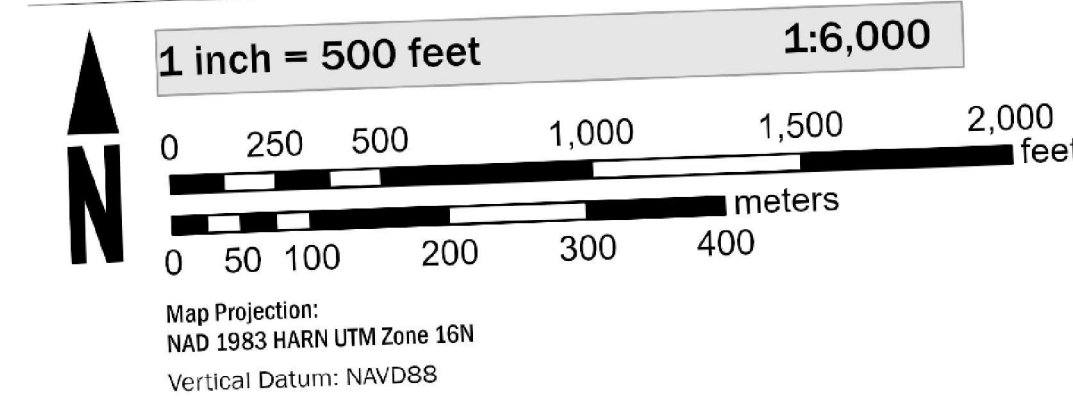 1 inch = 500 feet 1:6,000
0 250 500 1,000 1,500 2,000
feet
meters
0 50 100 200 300 400
N
Map Projection:
NAD 1983 HARN UTM Zone 16N
Vertical Datum: NAVD88